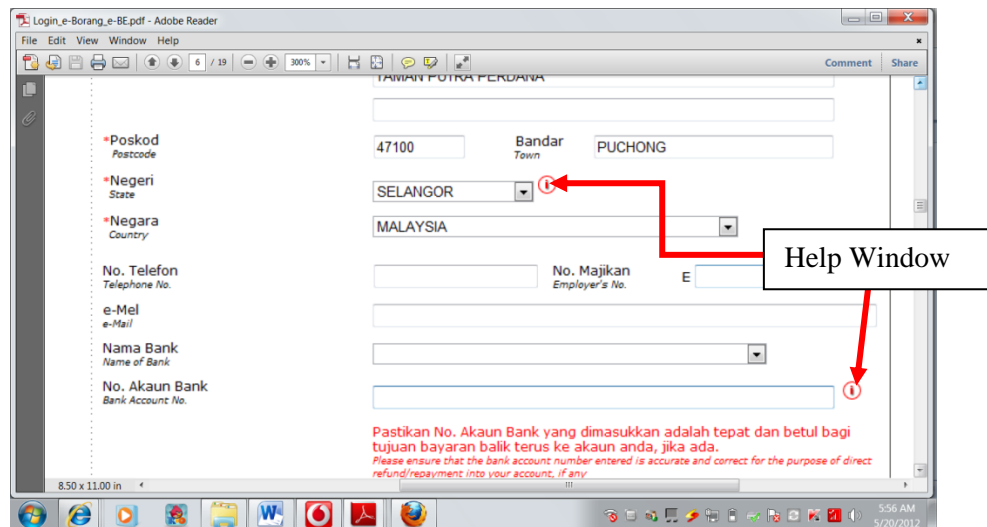 Login_e-Borang_e-BE.pdf - Adobe Reader
File Edit View Window Help
6 / 19 300% Comment Share
TAMAN PUTRA PERDANA
*Poskod 47100 Bandar PUCHONG
Postcode Town
*Negeri SELANGOR
State
*Negara MALAYSIA
Country
Help Window
No. Telefon No. Majikan E
Telephone No. Employer's No.
e-Mel
e-Mail
Nama Bank
Name of Bank
No. Akaun Bank
Bank Account No.
Pastikan No. Akaun Bank yang dimasukkan adalah tepat dan betul bagi
tujuan bayaran balik terus ke akaun anda, jika ada.
Please ensure that the bank account number entered is accurate and correct for the purpose of direct
refund/repayment into your account, if any
8.50 x 11.00 in
5:56 AM
5/20/2012